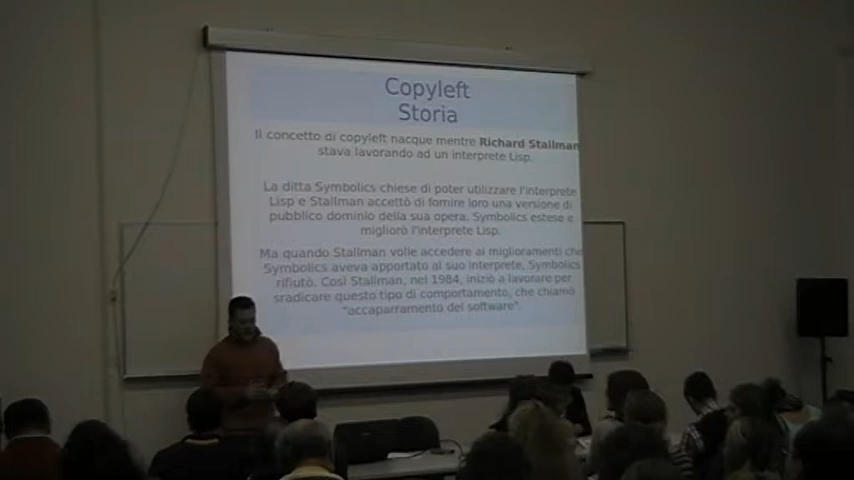 Copyleft
Storia
Il concetto di copyleft nacque mentre Richard Stallman
stava lavorando ad un interprete Lisp.
La ditta Symbolics chiese di poter utilizzare l'interprete
Lisp e Stallman accettò di fornire loro una versione di
pubblico dominio della sua opera. Symbolics estese e
migliorò l'interprete Lisp.
Ma quando Stallman volle accedere ai miglioramenti che
Symbolics aveva apportato al suo interprete, Symbolics
rifiutò. Così Stallman, nel 1984, iniziò a lavorare per
sradicare questo tipo di comportamento, che chiamò
"accaparramento del software".